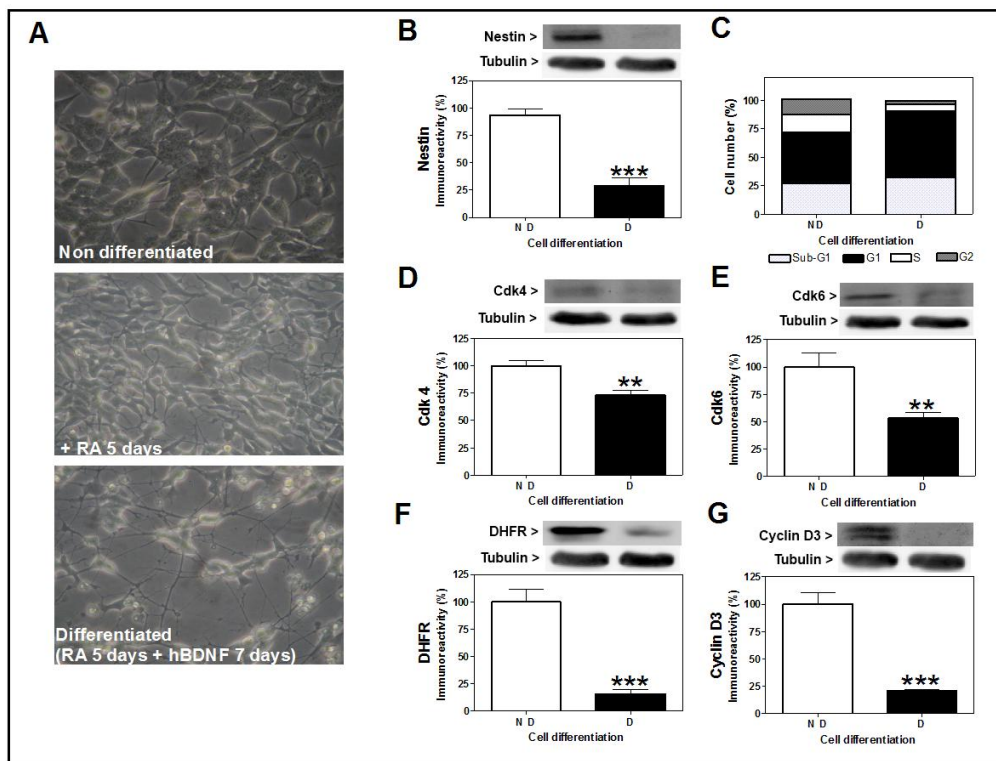 A
Non differentiated
+ RA 5 days
Differentiated
(RA 5 days + hBDNF 7 days)
B
Nestin >
Tubulin >
Nestin
Immunoreactivity (%)
125
100
75
50
25
0
N D
D
***
Cell differentiation
C
Cell number (%)
100
75
50
25
0
N D
D
Cell differentiation
Sub-G1
G1
S
G2
D
Cdk4 >
Tubulin >
Cdk 4
Immunoreactivity (%)
125
100
75
50
25
0
**
N D
D
Cell differentiation
E
Cdk6 >
Tubulin >
Cdk6
Immunoreactivity (%)
125
100
75
50
25
0
**
N D
D
Cell differentiation
F
DHFR >
Tubulin >
DHFR
Immunoreactivity (%)
125
100
75
50
25
0
***
N D
D
Cell differentiation
G
Cyclin D3 >
Tubulin >
Cyclin D3
Immunoreactivity (%)
125
100
75
50
25
0
***
N D
D
Cell differentiation